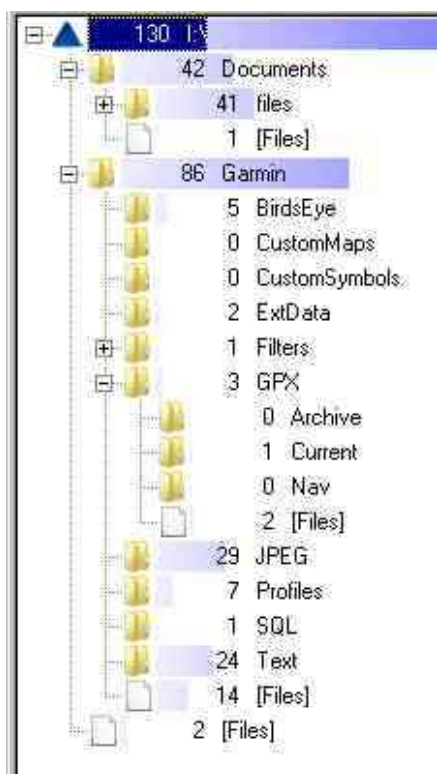 130 I:\
42 Documents
41 files
1 [Files]
86 Garmin
5 BirdsEye
0 CustomMaps
0 CustomSymbols
2 ExtData
1 Filters
3 GPX
0 Archive
1 Current
0 Nav
2 [Files]
29 JPEG
7 Profiles
1 SQL
24 Text
14 [Files]
2 [Files]